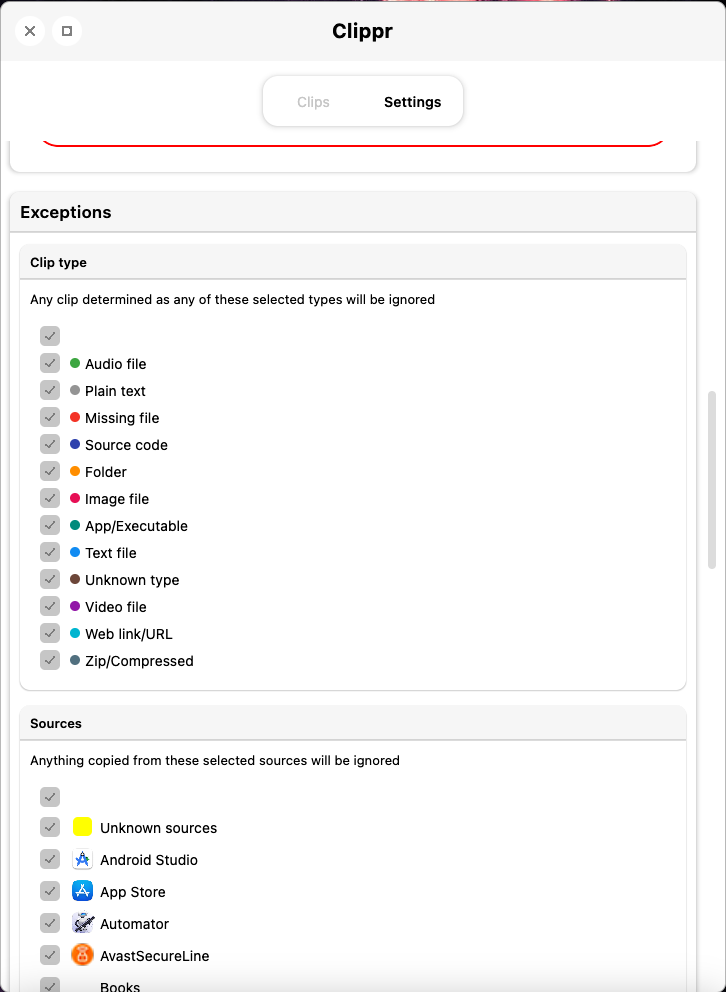 Clippr
Clips
Settings
Exceptions
Clip type
Any clip determined as any of these selected types will be ignored
Audio file
Plain text
Missing file
Source code
Folder
Image file
App/Executable
Text file
Unknown type
Video file
Web link/URL
Zip/Compressed
Sources
Anything copied from these selected sources will be ignored
Unknown sources
Android Studio
App Store
Automator
AvastSecureLine
Books